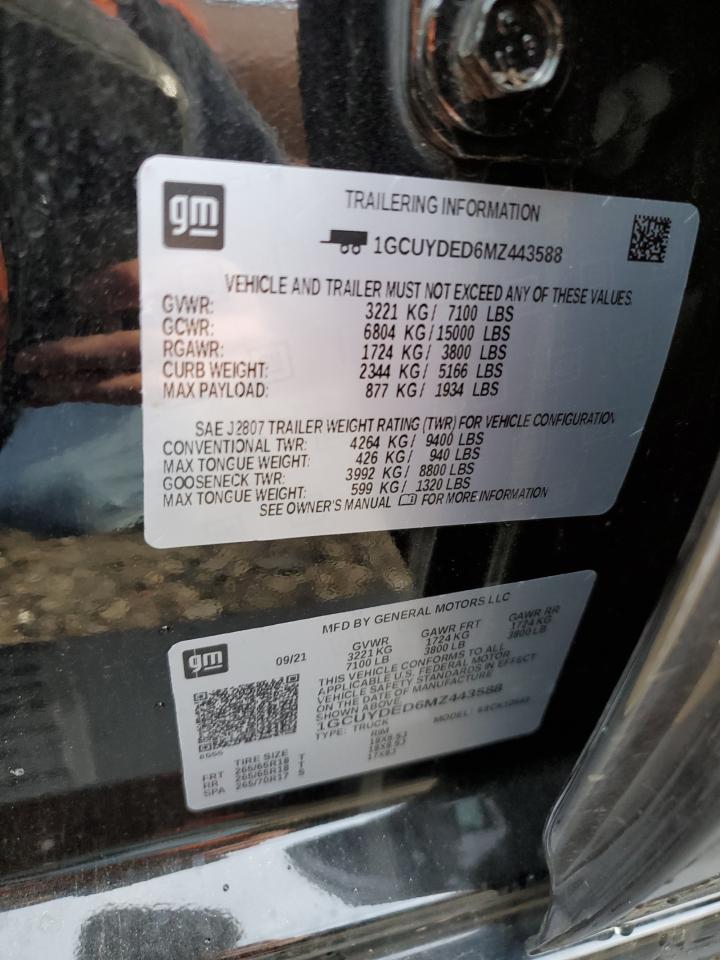 gm
TRAILERING INFORMATION
1GCUYDED6MZ443588
VEHICLE AND TRAILER MUST NOT EXCEED ANY OF THESE VALUES.
GVWR: 3221 KG/ 7100 LBS
GCWR: 6804 KG/15000 LBS
RGAWR: 1724 KG/ 3800 LBS
CURB WEIGHT: 2344 KG/ 5166 LBS
MAX PAYLOAD: 877 KG/ 1934 LBS
SAE J2807 TRAILER WEIGHT RATING (TWR) FOR VEHICLE CONFIGURATION
CONVENTIONAL TWR: 4264 KG/ 9400 LBS
MAX TONGUE WEIGHT: 426 KG/ 940 LBS
GOOSENECK TWR: 3992 KG/ 8800 LBS
MAX TONGUE WEIGHT: 599 KG/ 1320 LBS
SEE OWNER'S MANUAL FOR MORE INFORMATION
gm
MFD BY GENERAL MOTORS LLC
09/21 GVWR GAWR FRT GAWR RR
3221 KG 1724 KG 1724 KG
7100 LB 3800 LB 3800 LB
THIS VEHICLE CONFORMS TO ALL
APPLICABLE U.S. FEDERAL MOTOR
VEHICLE SAFETY STANDARDS IN EFFECT
ON THE DATE OF MANUFACTURE
SHOWN ABOVE.
1GCUYDED6MZ443588
TYPE: TRUCK MODEL:
TIRE SIZE RIM
FRT 265/65R18 T 18X8.5J
RR 265/65R18 T 18X8.5J
SPA 265/70R17 S 17X8J